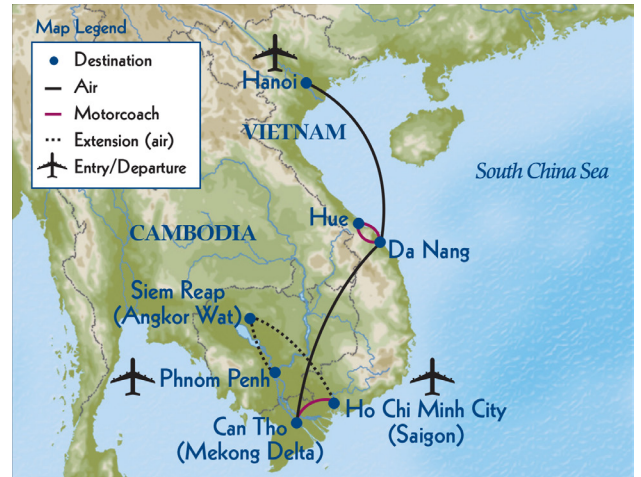 Map Legend
Destination
Air
Motorcoach
Extension (air)
Entry/Departure
Hanoi
VIETNAM
South China Sea
Hue
Da Nang
CAMBODIA
Siem Reap
(Angkor Wat)
Phnom Penh
Ho Chi Minh City
(Saigon)
Can Tho
(Mekong Delta)